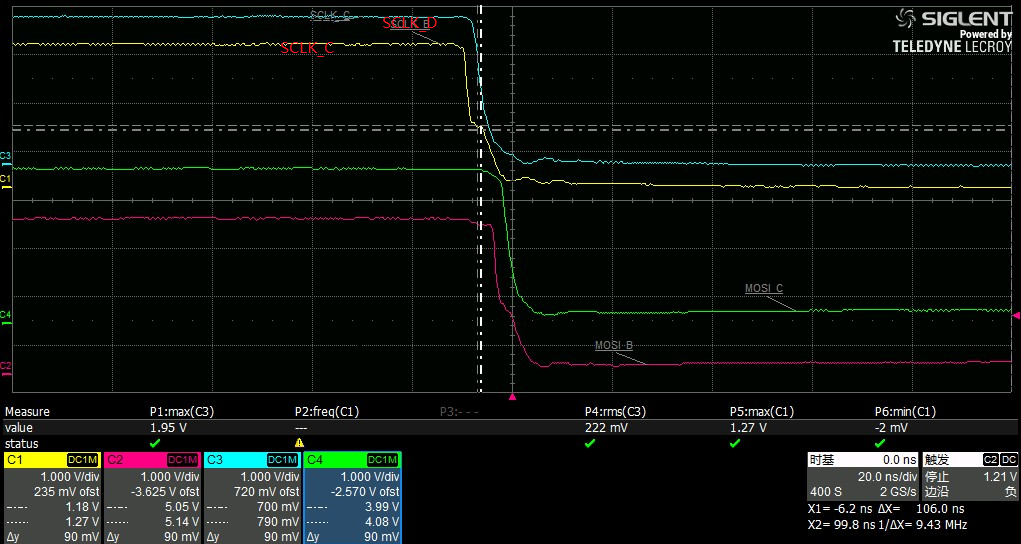 SCLK_C
SCLK_B
SCLK_D
SCLK_C
SIGLENT
Powered by
TELEDYNE LECROY
C3
C1
C4
C2
MOSI_C
MOSI_B
Measure P1:max(C3) P2:freq(C1) P3:- - - P4:rms(C3) P5:max(C1) P6:min(C1)
value 1.95 V --- 222 mV 1.27 V -2 mV
status
C1 DC1M C2 DC1M C3 DC1M C4 DC1M 时基 0.0 ns 触发 C2 DC
1.000 V/div 1.000 V/div 1.000 V/div 1.000 V/div 20.0 ns/div 停止 1.21 V
235 mV ofst -3.625 V ofst 720 mV ofst -2.570 V ofst 400 S 2 GS/s 边沿 负
1.18 V 5.05 V 700 mV 3.99 V X1= -6.2 ns ΔX= 106.0 ns
1.27 V 5.14 V 790 mV 4.08 V X2= 99.8 ns 1/ΔX= 9.43 MHz
Δy 90 mV Δy 90 mV Δy 90 mV Δy 90 mV